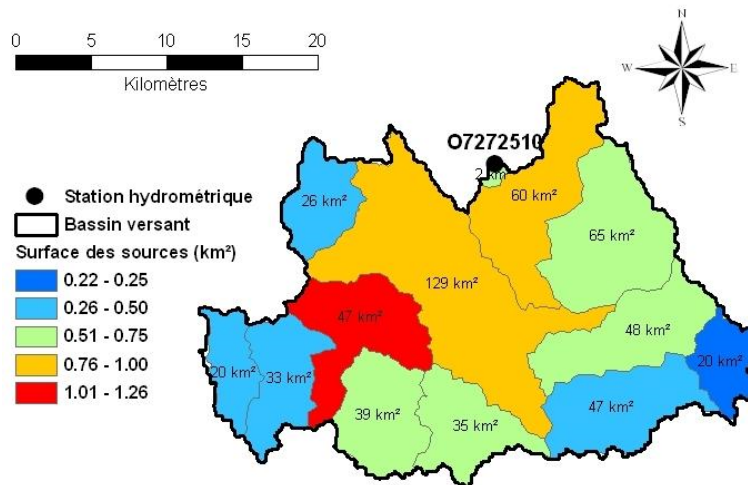 0 5 10 15 20
Kilomètres
N
W E
S
O7272510
2 km
26 km²
60 km²
65 km²
129 km²
47 km²
48 km²
20 km²
33 km²
20 km²
39 km²
35 km²
47 km²
Station hydrométrique
Bassin versant
Surface des sources (km²)
0.22 - 0.25
0.26 - 0.50
0.51 - 0.75
0.76 - 1.00
1.01 - 1.26